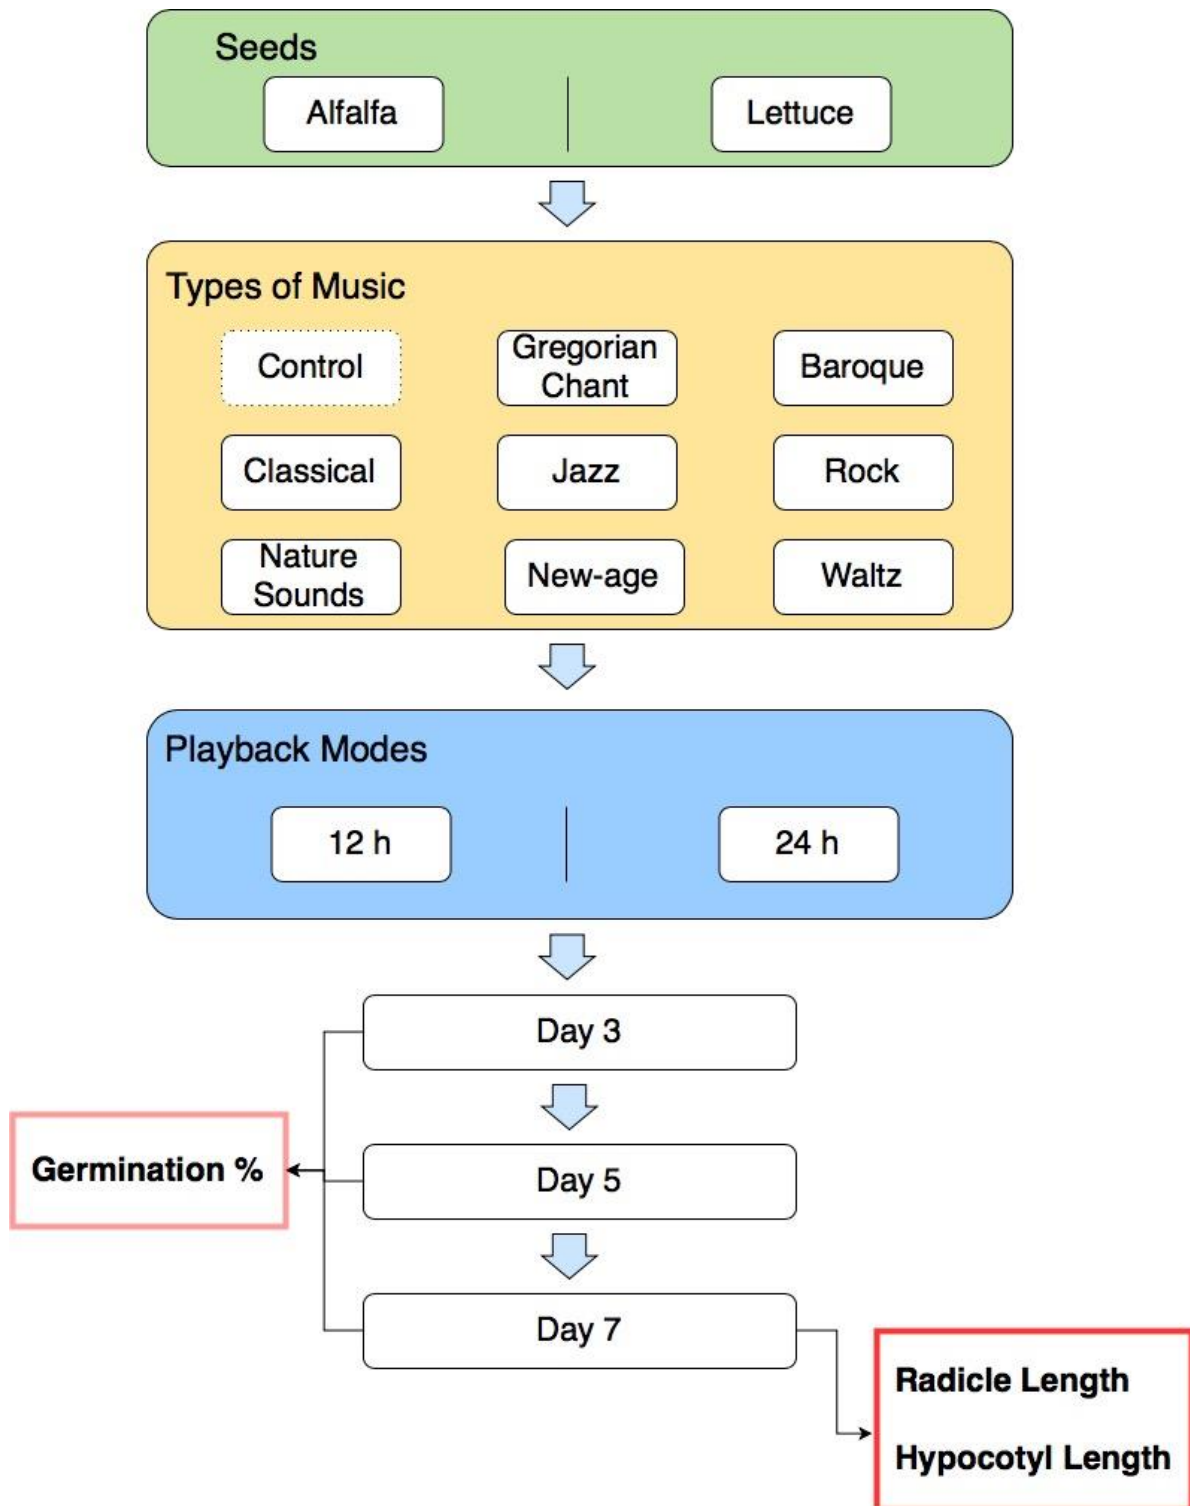 Seeds
Alfalfa
Lettuce
Types of Music
Control
Gregorian
Chant
Baroque
Classical
Jazz
Rock
Nature
Sounds
New-age
Waltz
Playback Modes
12 h
24 h
Day 3
Germination %
Day 5
Day 7
Radicle Length
Hypocotyl Length